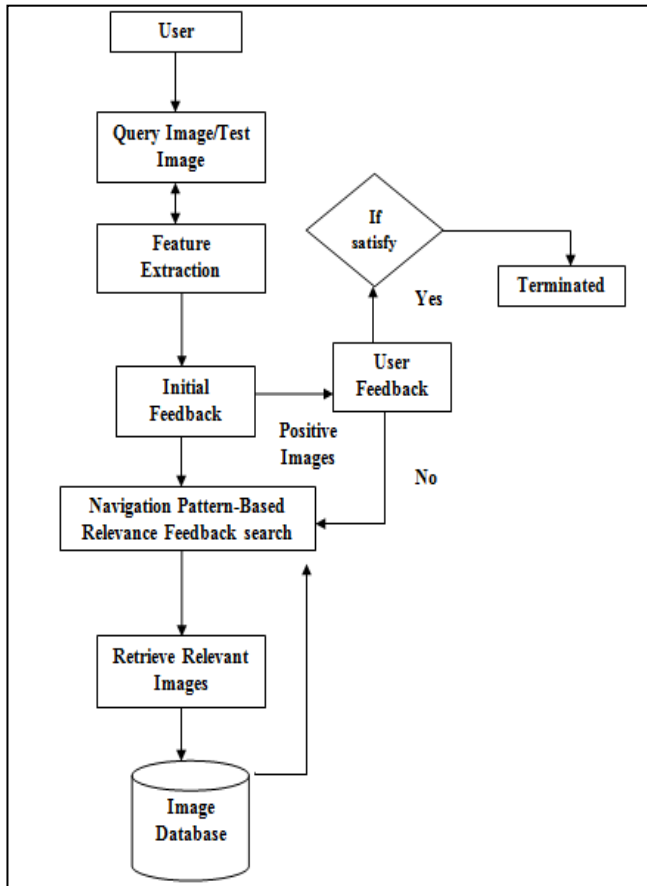 User
Query Image/Test
Image
If
satisfy
Feature
Extraction
Terminated
Yes
User
Feedback
Initial
Feedback
Positive
Images
No
Navigation Pattern-Based
Relevance Feedback search
Retrieve Relevant
Images
Image
Database